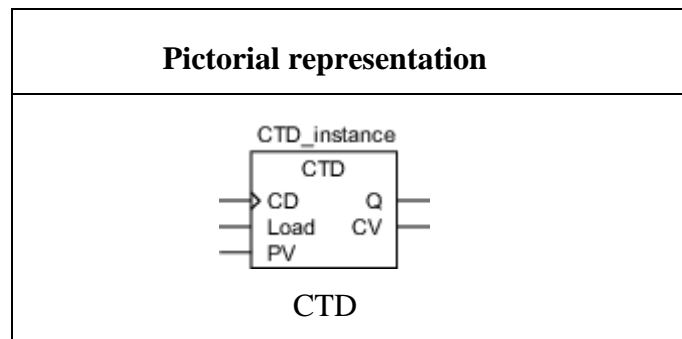 Pictorial representation
CTD_instance
CTD
CD Q
Load CV
PV
CTD